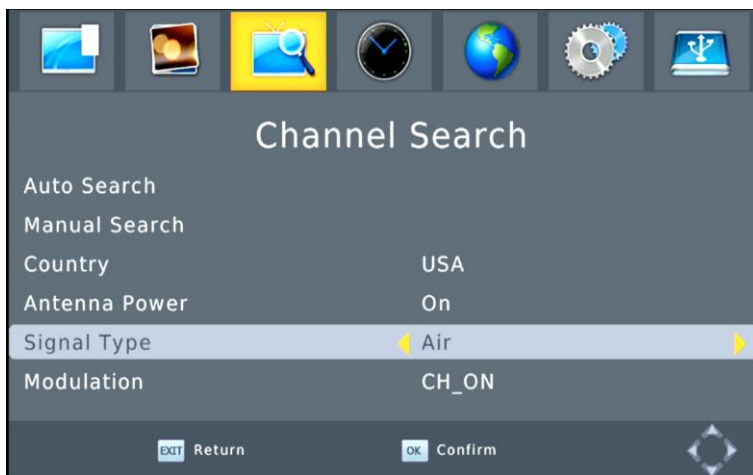 Channel Search
Auto Search
Manual Search
Country USA
Antenna Power On
Signal Type Air
Modulation CH_ON
EXIT Return OK Confirm